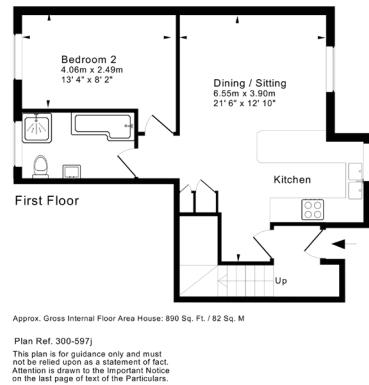 Bedroom 2
4.06m x 2.49m
13' 4" x 8' 2"
Dining / Sitting
6.55m x 3.90m
21' 6" x 12' 10"
Kitchen
First Floor
Up
Approx. Gross Internal Floor Area House: 890 Sq. Ft. / 82 Sq. M
Plan Ref. 300-597j
This plan is for guidance only and must
not be relied upon as a statement of fact.
Attention is drawn to the Important Notice
on the last page of text of the Particulars.